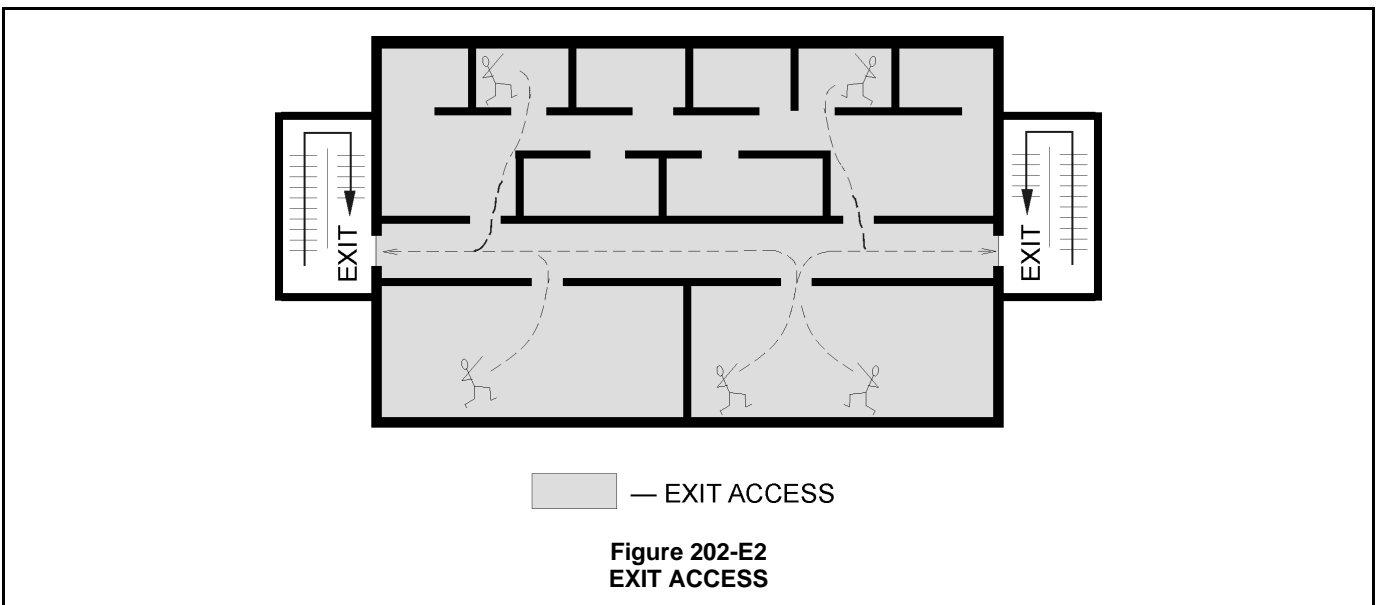 EXIT
EXIT
— EXIT ACCESS
Figure 202-E2
EXIT ACCESS